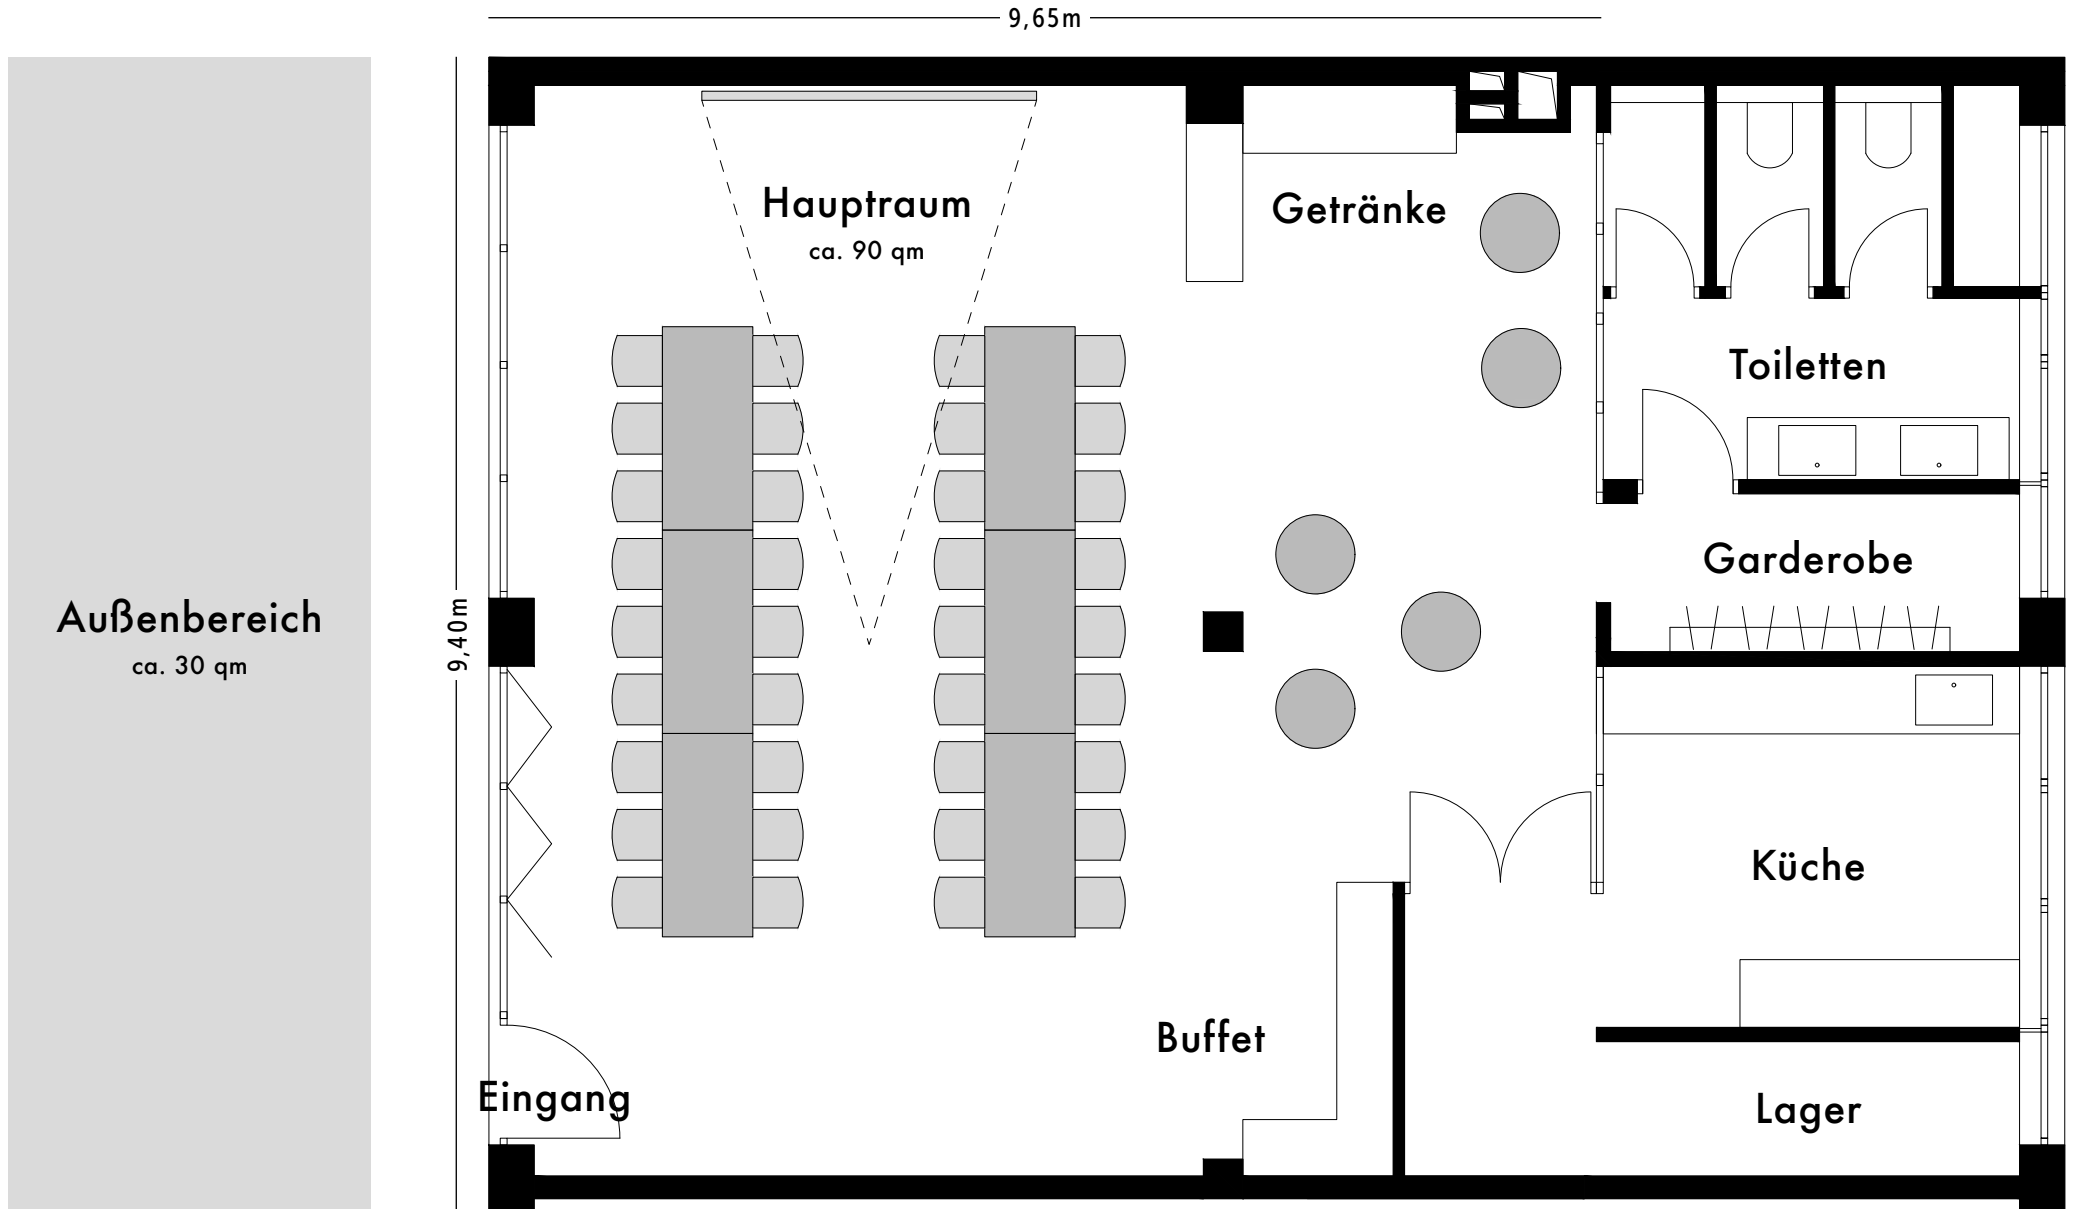 9,65m
Hauptraum
ca. 90 qm
Getränke
Toiletten
Garderobe
Außenbereich
ca. 30 qm
9,40m
Küche
Buffet
Eingang
Lager